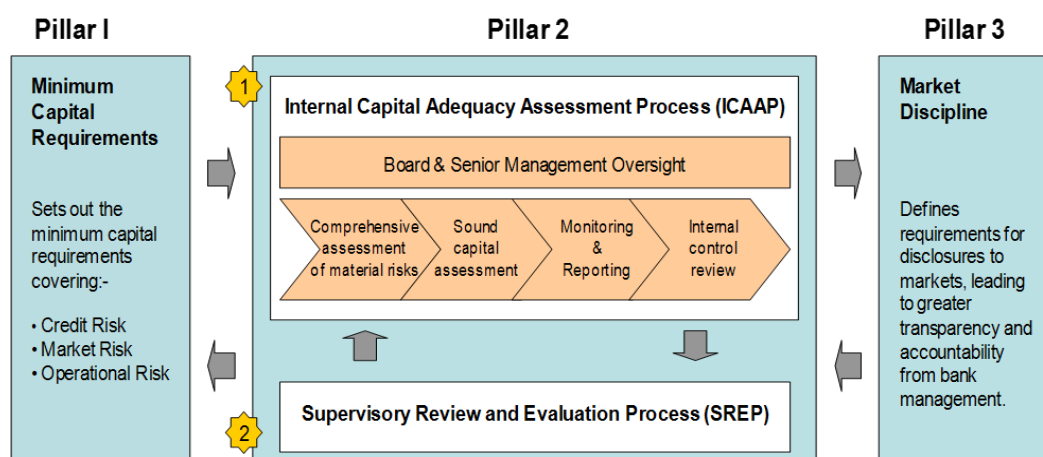 Pillar I
Pillar 2
Pillar 3
Minimum
Capital
Requirements
Sets out the
minimum capital
requirements
covering:-
• Credit Risk
• Market Risk
• Operational Risk
1
Internal Capital Adequacy Assessment Process (ICAAP)
Board & Senior Management Oversight
Comprehensive
assessment
of material risks
Sound
capital
assessment
Monitoring
&
Reporting
Internal
control
review
2
Supervisory Review and Evaluation Process (SREP)
Market
Discipline
Defines
requirements for
disclosures to
markets, leading
to greater
transparency and
accountability
from bank
management.